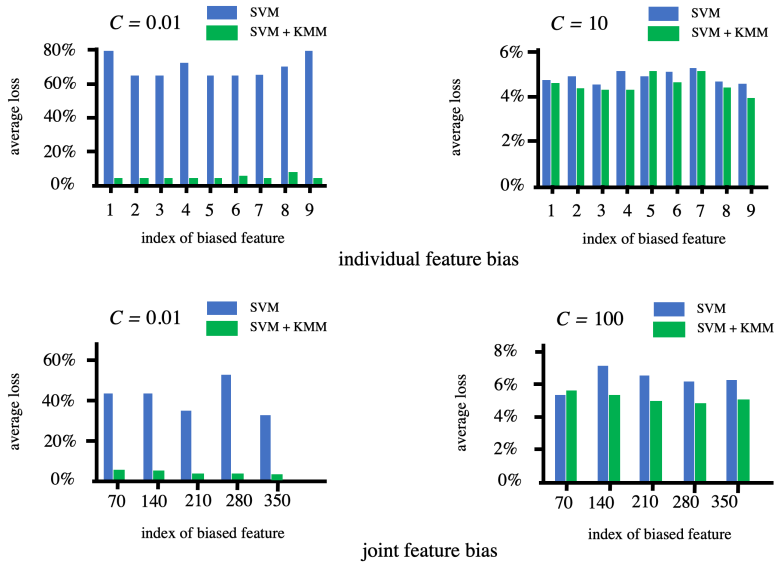 C = 0.01
SVM
SVM + KMM
80%
60%
40%
20%
0%
average loss
1 2 3 4 5 6 7 8 9
index of biased feature
C = 10
SVM
SVM + KMM
6%
4%
2%
0%
average loss
1 2 3 4 5 6 7 8 9
index of biased feature
individual feature bias
C = 0.01
SVM
SVM + KMM
60%
40%
20%
0%
average loss
70 140 210 280 350
index of biased feature
C = 100
SVM
SVM + KMM
8%
6%
4%
2%
0%
average loss
70 140 210 280 350
index of biased feature
joint feature bias